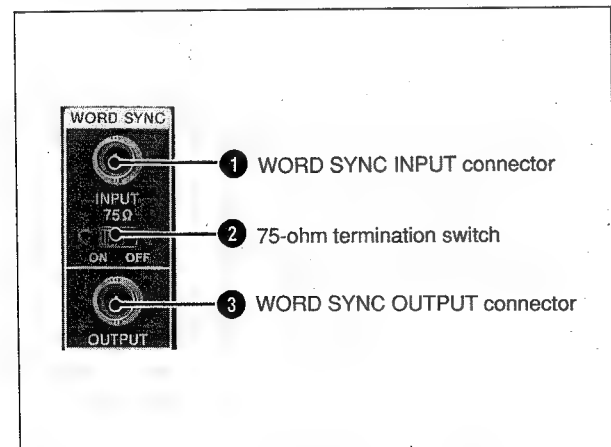 WORD SYNC
1 WORD SYNC INPUT connector
INPUT
75Ω
2 75-ohm termination switch
ON OFF
3 WORD SYNC OUTPUT connector
OUTPUT